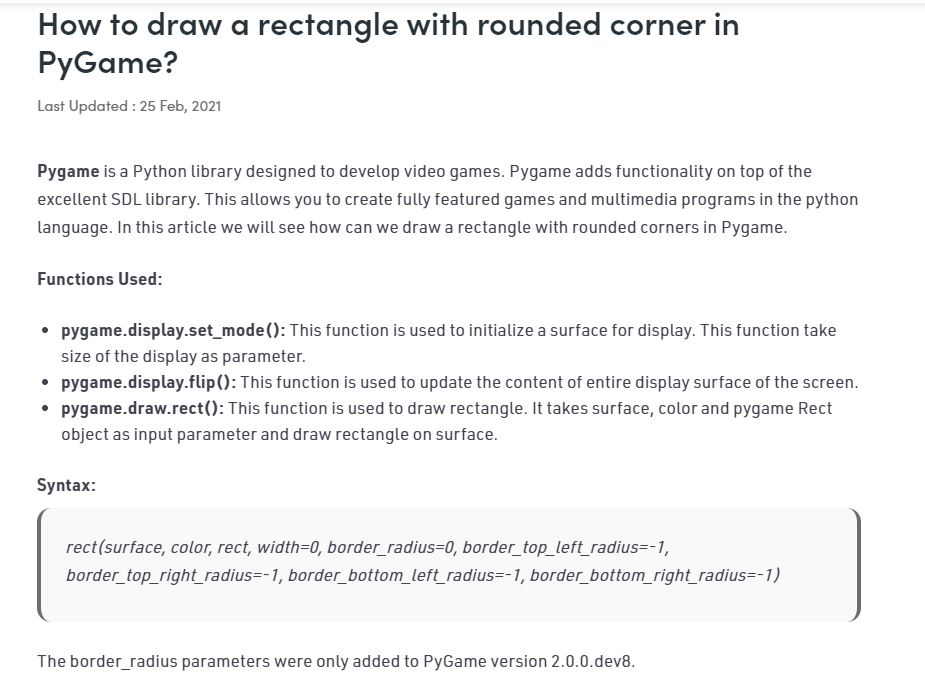 How to draw a rectangle with rounded corner in
PyGame?
Last Updated : 25 Feb, 2021
Pygame is a Python library designed to develop video games. Pygame adds functionality on top of the
excellent SDL library. This allows you to create fully featured games and multimedia programs in the python
language. In this article we will see how can we draw a rectangle with rounded corners in Pygame.
Functions Used:
• pygame.display.set_mode(): This function is used to initialize a surface for display. This function take
size of the display as parameter.
• pygame.display.flip(): This function is used to update the content of entire display surface of the screen.
• pygame.draw.rect(): This function is used to draw rectangle. It takes surface, color and pygame Rect
object as input parameter and draw rectangle on surface.
Syntax:
rect(surface, color, rect, width=0, border_radius=0, border_top_left_radius=-1,
border_top_right_radius=-1, border_bottom_left_radius=-1, border_bottom_right_radius=-1)
The border_radius parameters were only added to PyGame version 2.0.0.dev8.